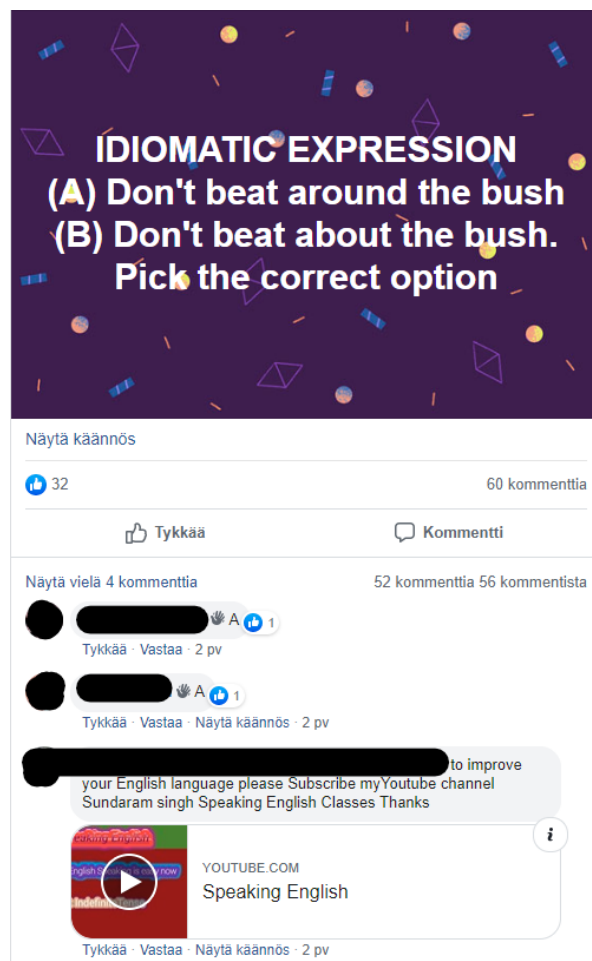 IDIOMATIC EXPRESSION
(A) Don't beat around the bush
(B) Don't beat about the bush.
Pick the correct option
Näytä käännös
32
60 kommenttia
Tykkää
Kommentti
Näytä vielä 4 kommenttia
52 kommenttia 56 kommentista
A 1
Tykkää · Vastaa · 2 pv
A 1
Tykkää · Vastaa · Näytä käännös · 2 pv
to improve
your English language please Subscribe myYoutube channel
Sundaram singh Speaking English Classes Thanks
i
YOUTUBE.COM
Speaking English
Tykkää · Vastaa · Näytä käännös · 2 pv